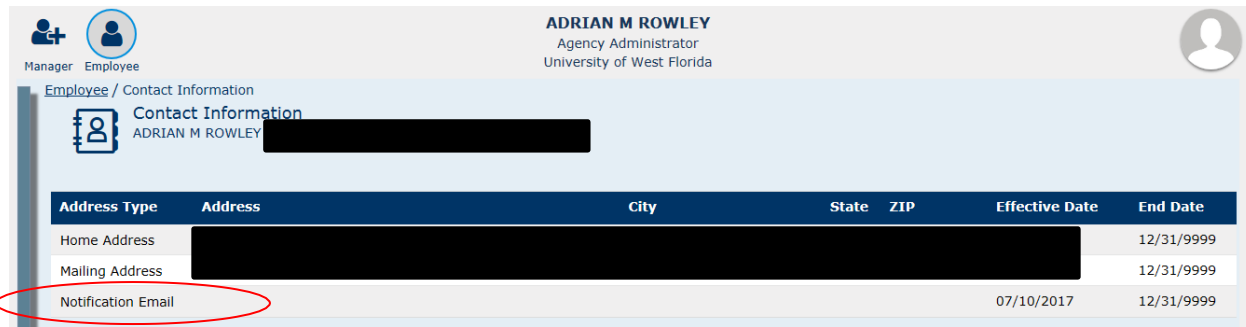 ADRIAN M ROWLEY
Agency Administrator
University of West Florida
Manager Employee
Employee / Contact Information
Contact Information
ADRIAN M ROWLEY
Address Type Address City State ZIP Effective Date End Date
Home Address 12/31/9999
Mailing Address 12/31/9999
Notification Email 07/10/2017 12/31/9999